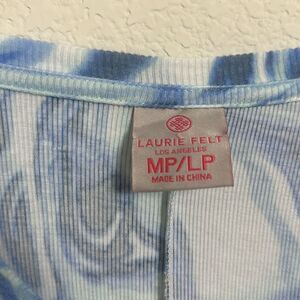 LAURIE FELT
LOS ANGELES
MP/LP
MADE IN CHINA